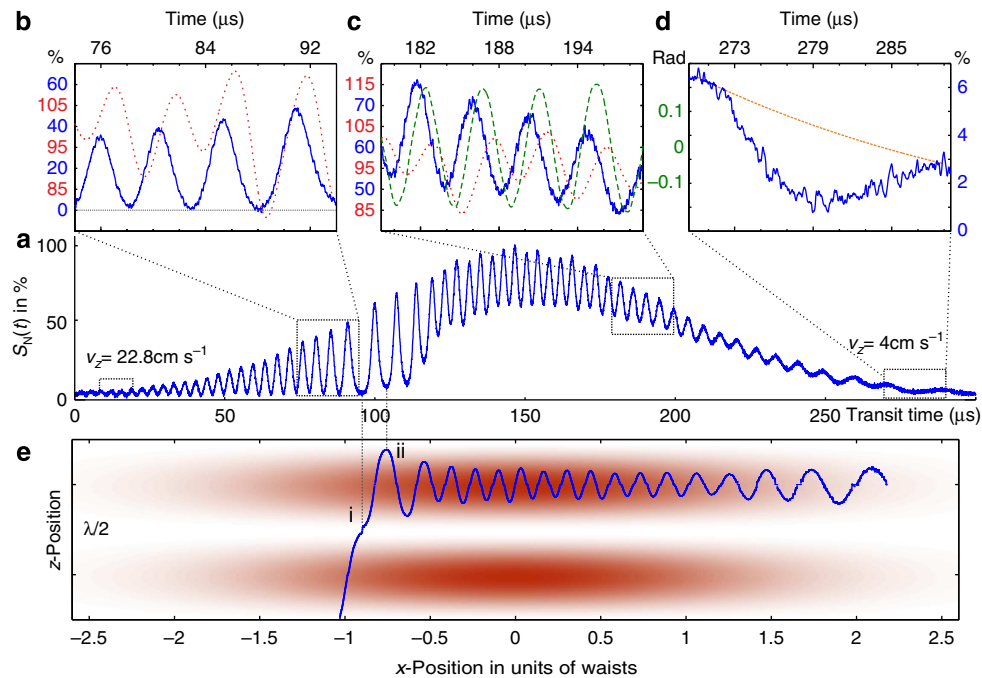 b Time (μs) c Time (μs) d Time (μs)
76 84 92 182 188 194 273 279 285
% % Rad %
60 105 40 95 20 85 0
115 70 105 60 95 50 85
0.1 0 −0.1
6 4 2 0
a
S_N(t) in %
100
50
0
v_z = 22.8cm s⁻¹
v_z = 4cm s⁻¹
0 50 100 150 200 250 Transit time (μs)
e
z-Position
λ/2
i
ii
−2.5 −2 −1.5 −1 −0.5 0 0.5 1 1.5 2 2.5
x-Position in units of waists